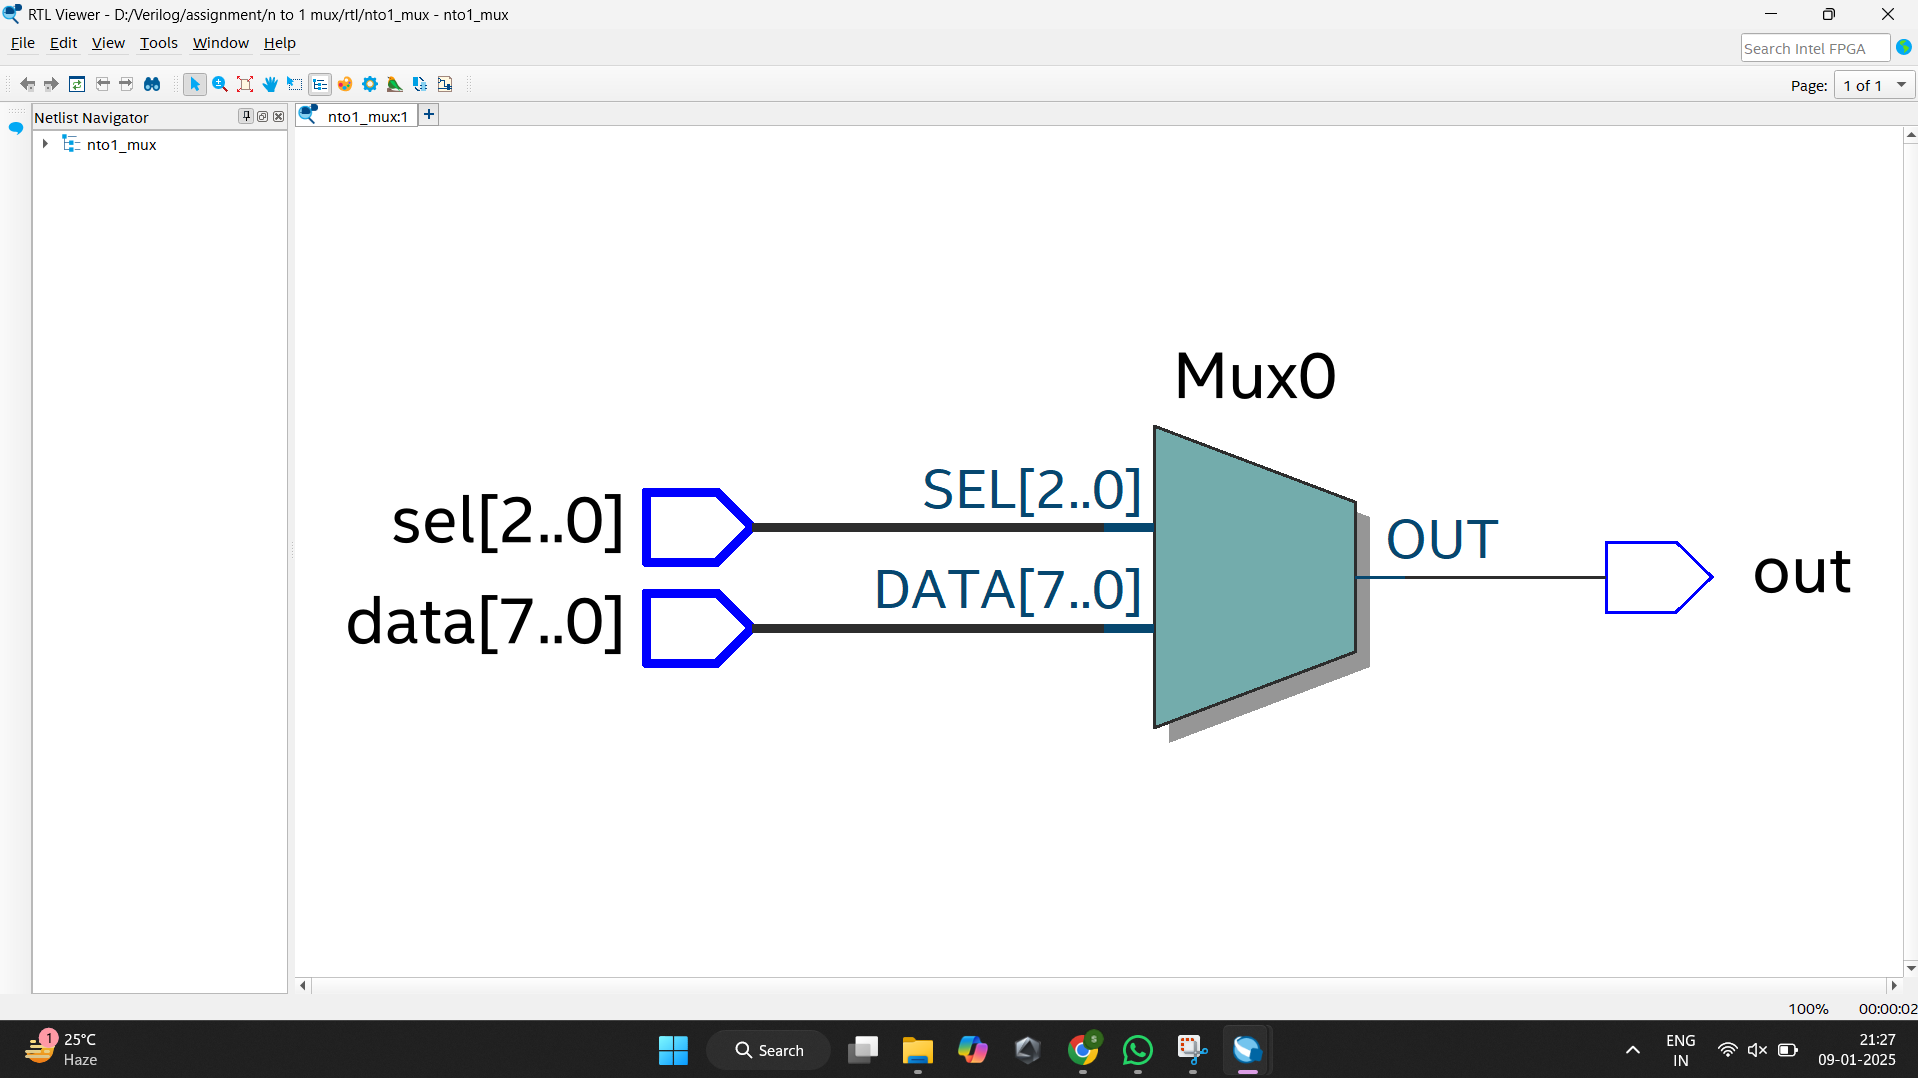 RTL Viewer - D:/Verilog/assignment/n to 1 mux/rtl/nto1_mux - nto1_mux
File Edit View Tools Window Help
Search Intel FPGA
Page: 1 of 1
Netlist Navigator
nto1_mux:1 +
nto1_mux
Mux0
SEL[2..0]
sel[2..0]
OUT
out
DATA[7..0]
data[7..0]
100% 00:00:02
1
25°C
Haze
Search
S
ENG
IN
21:27
09-01-2025